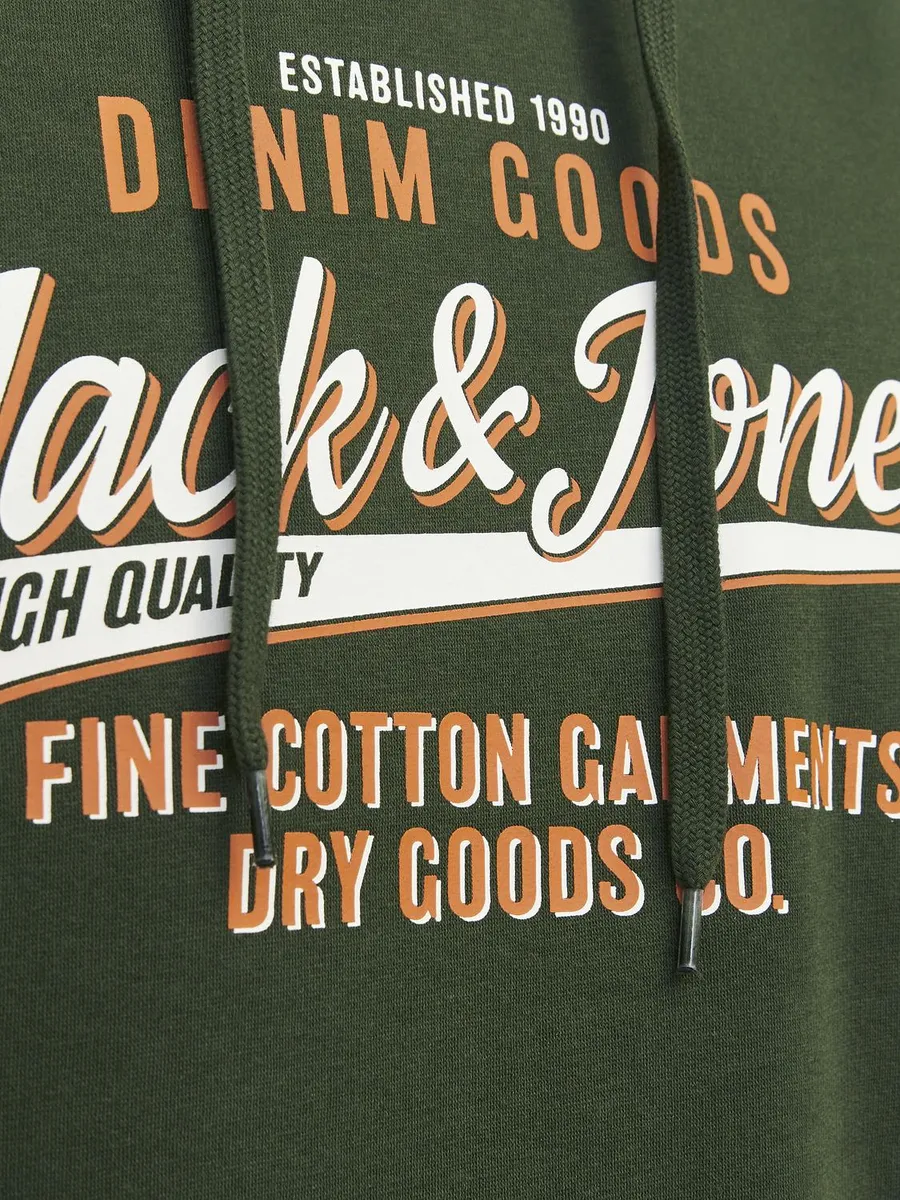 ESTABLISHED 1990
DENIM GOODS
Jack & Jones
HIGH QUALITY
FINE COTTON GARMENTS
DRY GOODS CO.